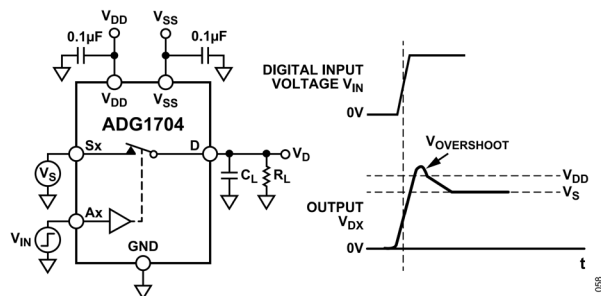 VDD
VSS
0.1µF
0.1µF
VDD
VSS
ADG1704
Sx
D
VD
VS
CL
RL
Ax
VIN
GND
DIGITAL INPUT
VOLTAGE VIN
0V
VOVERSHOOT
VDD
VS
OUTPUT
VDX
0V
t
058